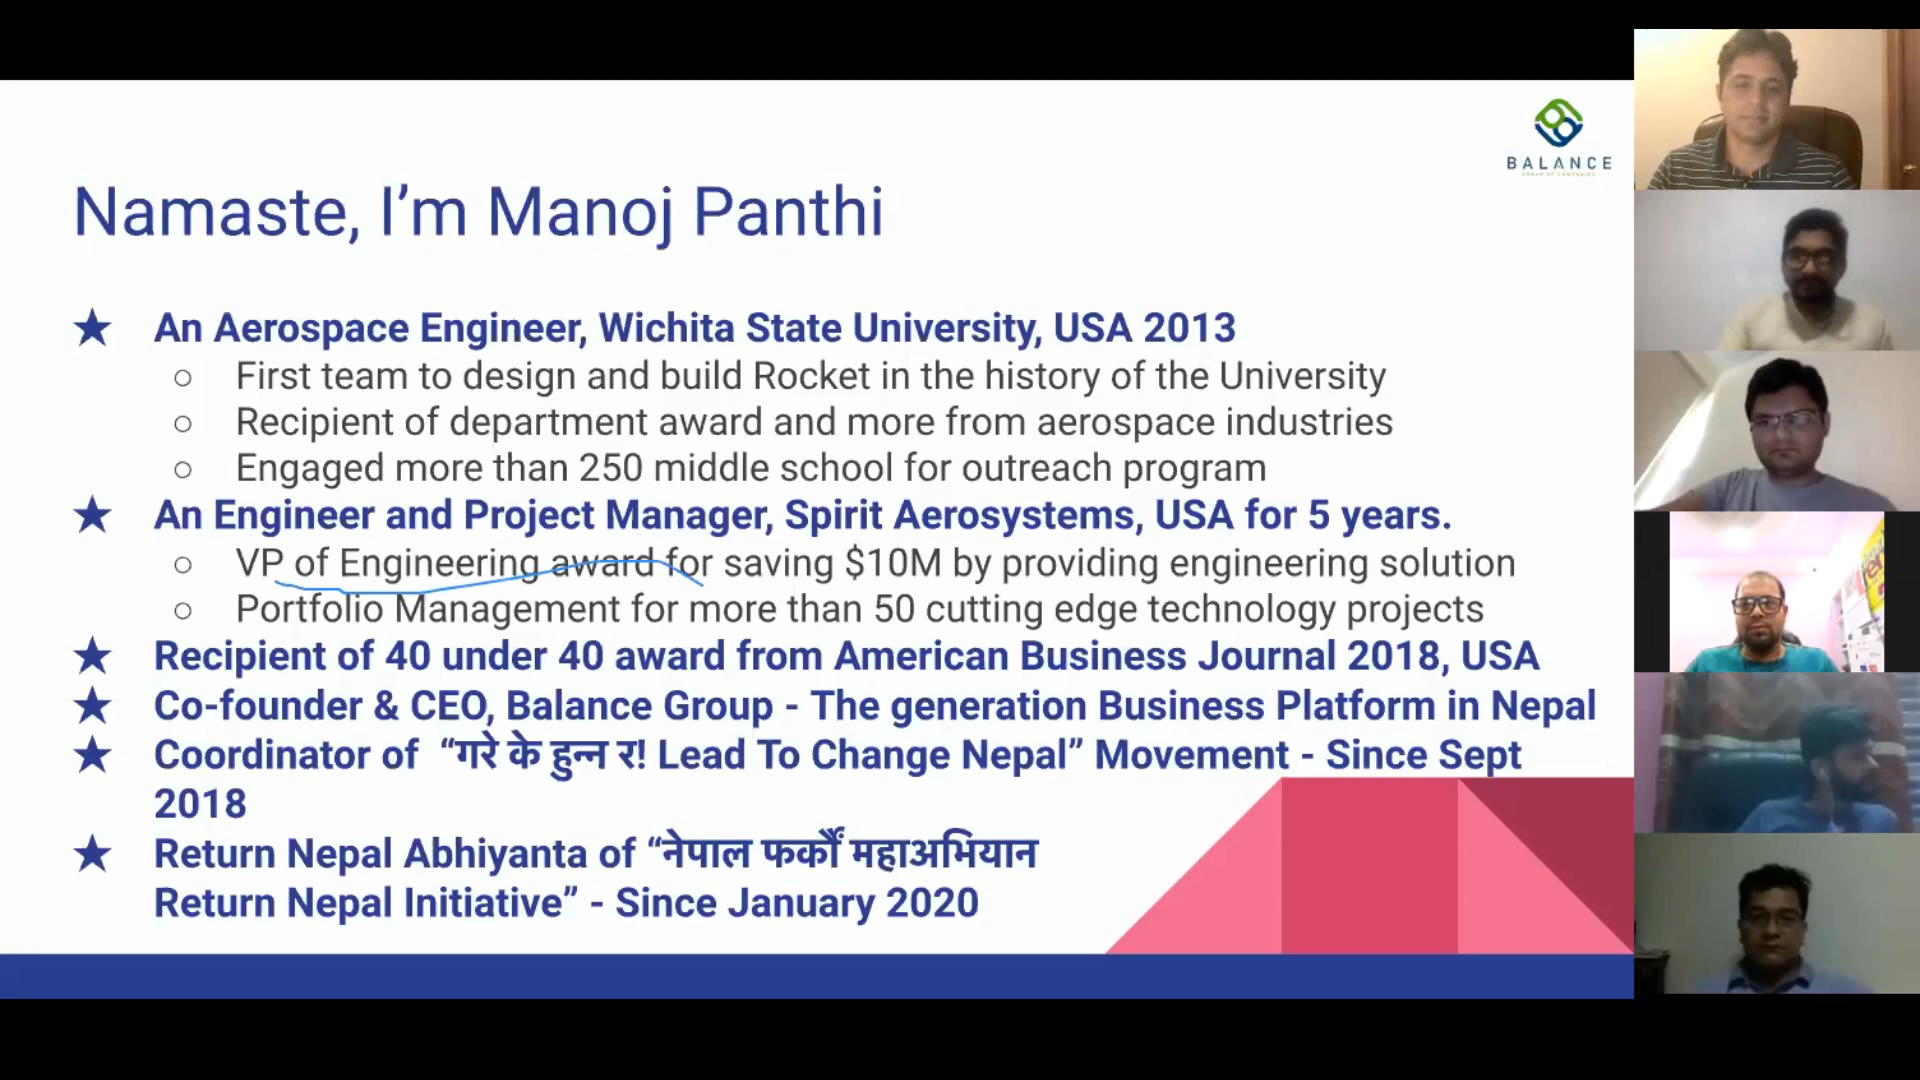 BALANCE
Namaste, I’m Manoj Panthi
★ An Aerospace Engineer, Wichita State University, USA 2013
○ First team to design and build Rocket in the history of the University
○ Recipient of department award and more from aerospace industries
○ Engaged more than 250 middle school for outreach program
★ An Engineer and Project Manager, Spirit Aerosystems, USA for 5 years.
○ VP of Engineering award for saving $10M by providing engineering solution
○ Portfolio Management for more than 50 cutting edge technology projects
★ Recipient of 40 under 40 award from American Business Journal 2018, USA
★ Co-founder & CEO, Balance Group - The generation Business Platform in Nepal
★ Coordinator of “गरे के हुन्न र! Lead To Change Nepal” Movement - Since Sept
2018
★ Return Nepal Abhiyanta of “नेपाल फर्कौं महाअभियान
Return Nepal Initiative” - Since January 2020